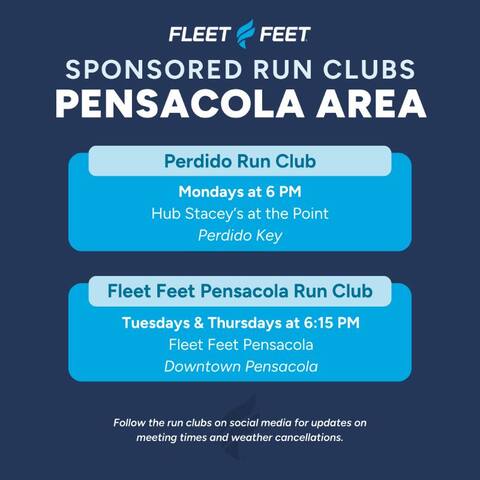 FLEET FEET
SPONSORED RUN CLUBS
PENSACOLA AREA
Perdido Run Club
Mondays at 6 PM
Hub Stacey's at the Point
Perdido Key
Fleet Feet Pensacola Run Club
Tuesdays & Thursdays at 6:15 PM
Fleet Feet Pensacola
Downtown Pensacola
Follow the run clubs on social media for updates on
meeting times and weather cancellations.